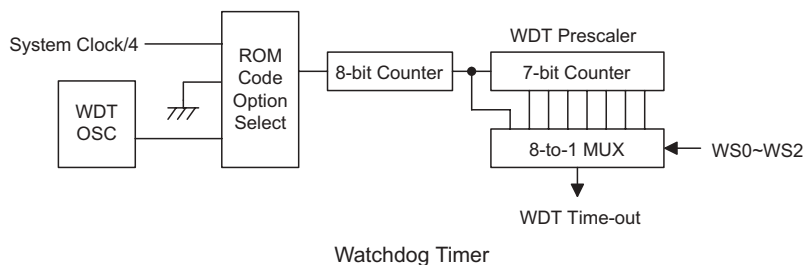 System Clock/4
WDT
OSC
ROM
Code
Option
Select
8-bit Counter
WDT Prescaler
7-bit Counter
8-to-1 MUX
WS0~WS2
WDT Time-out
Watchdog Timer